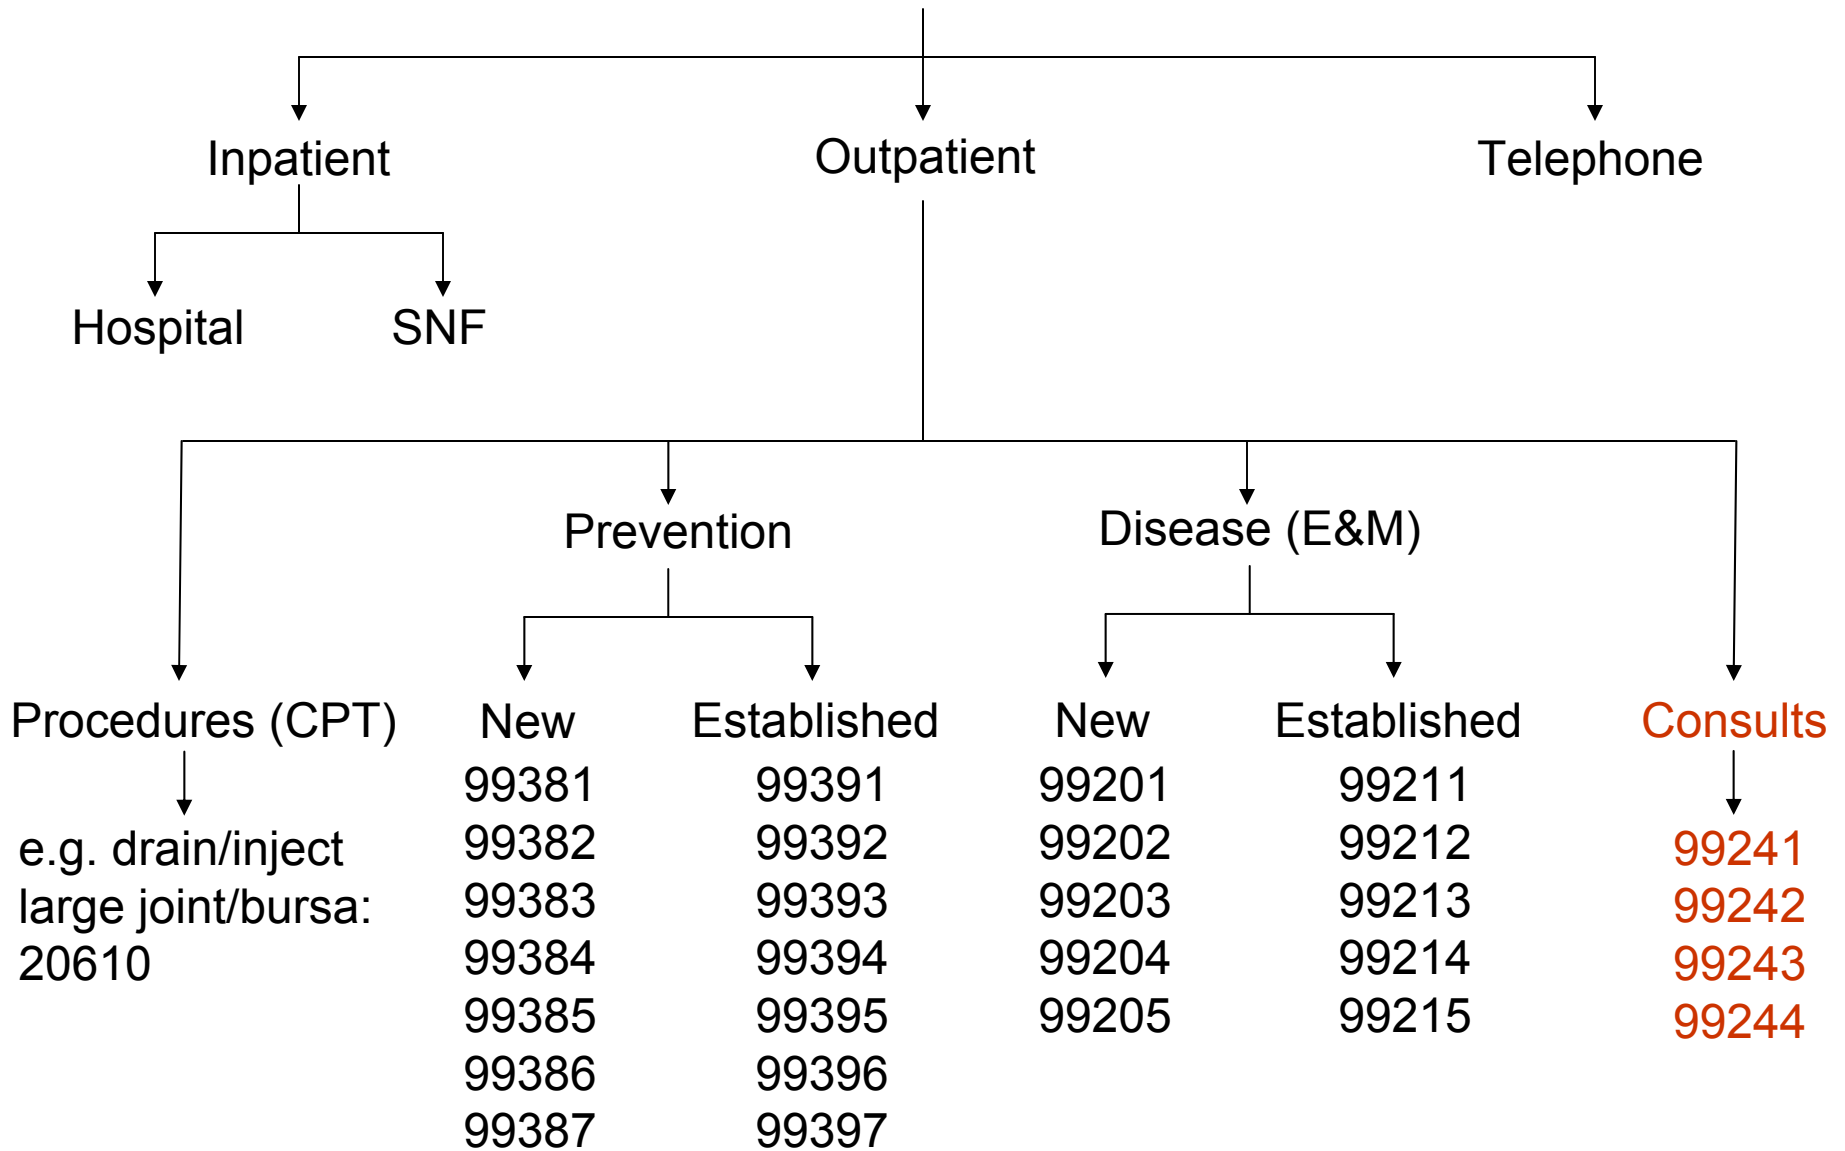 Inpatient
Outpatient
Telephone
Hospital
SNF
Prevention
Disease (E&M)
Procedures (CPT)
e.g. drain/inject
large joint/bursa:
20610
New
99381
99382
99383
99384
99385
99386
99387
Established
99391
99392
99393
99394
99395
99396
99397
New
99201
99202
99203
99204
99205
Established
99211
99212
99213
99214
99215
Consults
99241
99242
99243
99244